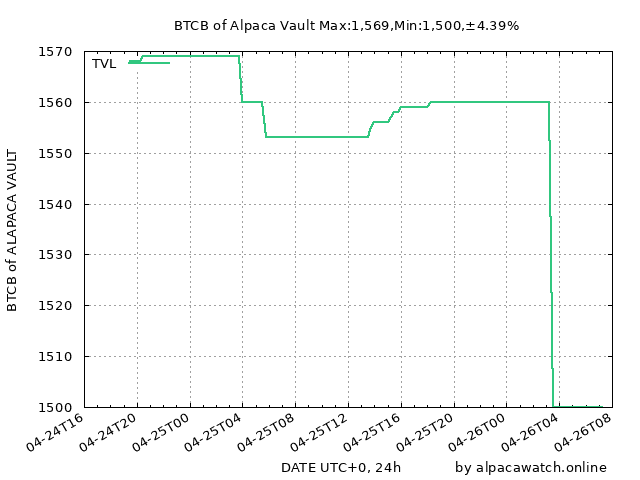 BTCB of Alpaca Vault Max:1,569,Min:1,500,±4.39%
TVL
BTCB of ALAPACA VAULT
1570
1560
1550
1540
1530
1520
1510
1500
04-24T16
04-24T20
04-25T00
04-25T04
04-25T08
04-25T12
04-25T16
04-25T20
04-26T00
04-26T04
04-26T08
DATE UTC+0, 24h
by alpacawatch.online